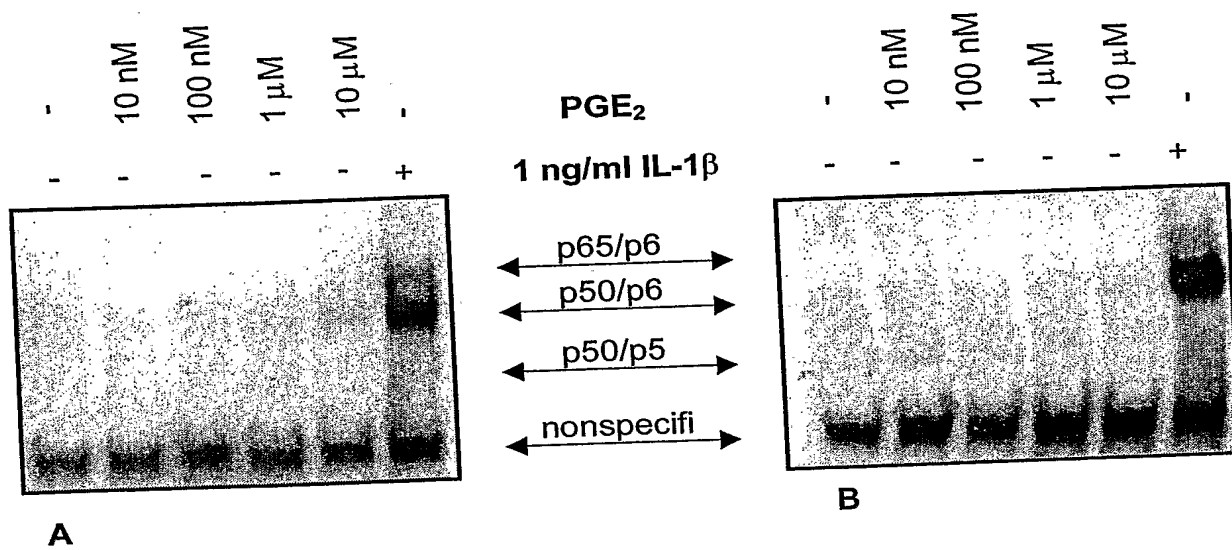 - 10 nM 100 nM 1 μM 10 μM - PGE₂ - 10 nM 100 nM 1 μM 10 μM -
- - - - - + 1 ng/ml IL-1β - - - - - +
p65/p6
p50/p6
p50/p5
nonspecifi
A B